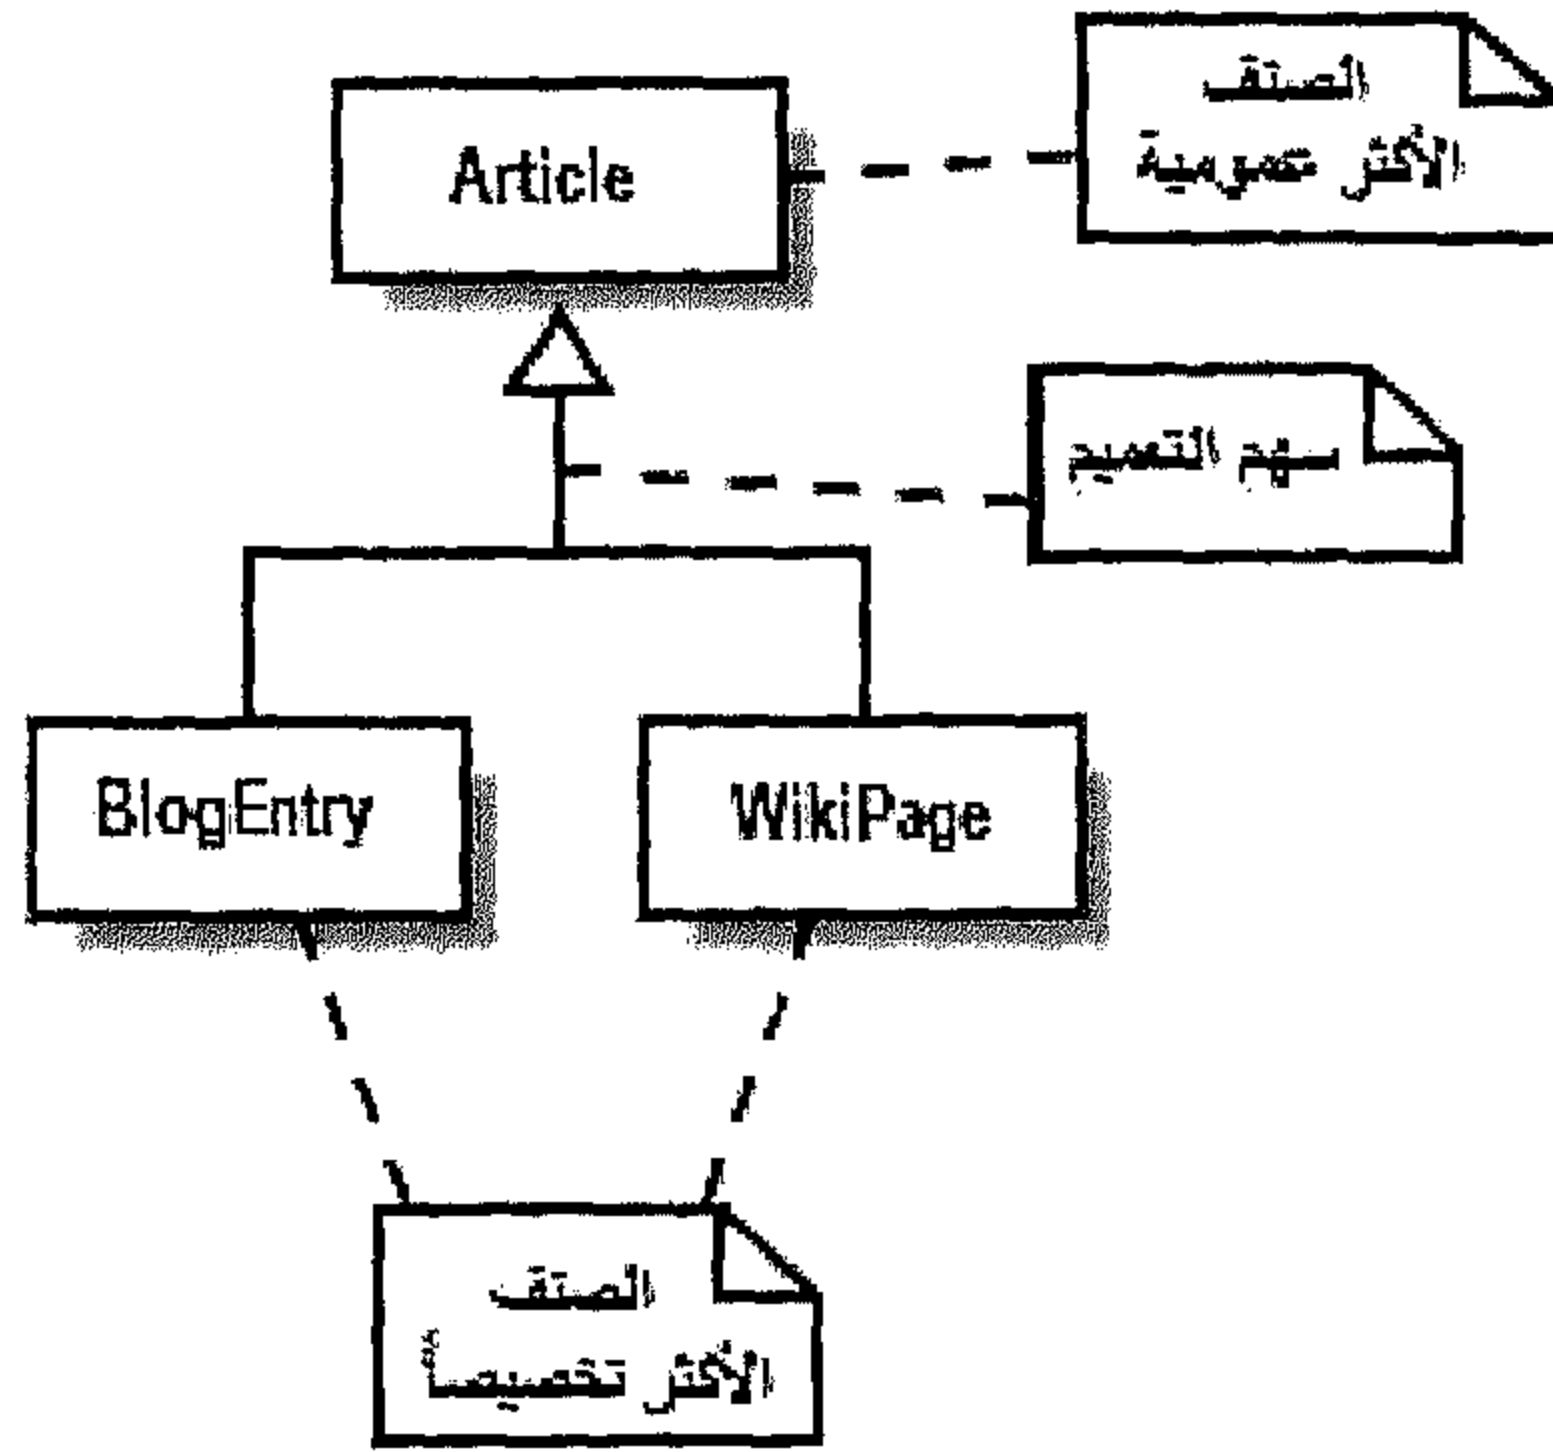 Article
الصنف
الأكثر عمومية
سهم التعميم
BlogEntry
WikiPage
الصنف
الأكثر تخصيصاً